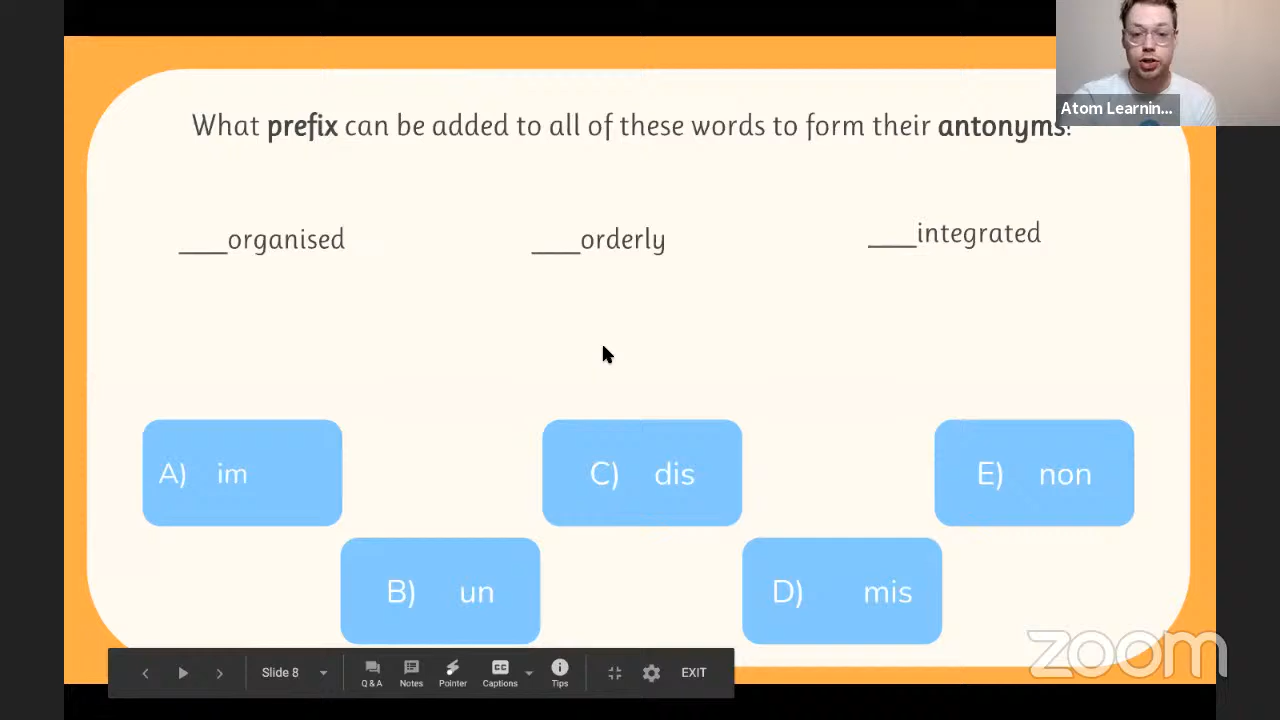 What prefix can be added to all of these words to form their antonyms?
Atom Learnin...
____organised ____orderly ____integrated
A) im
C) dis
E) non
B) un
D) mis
zoom
Slide 8
Q & A
Notes
Pointer
CC
Captions
Tips
EXIT